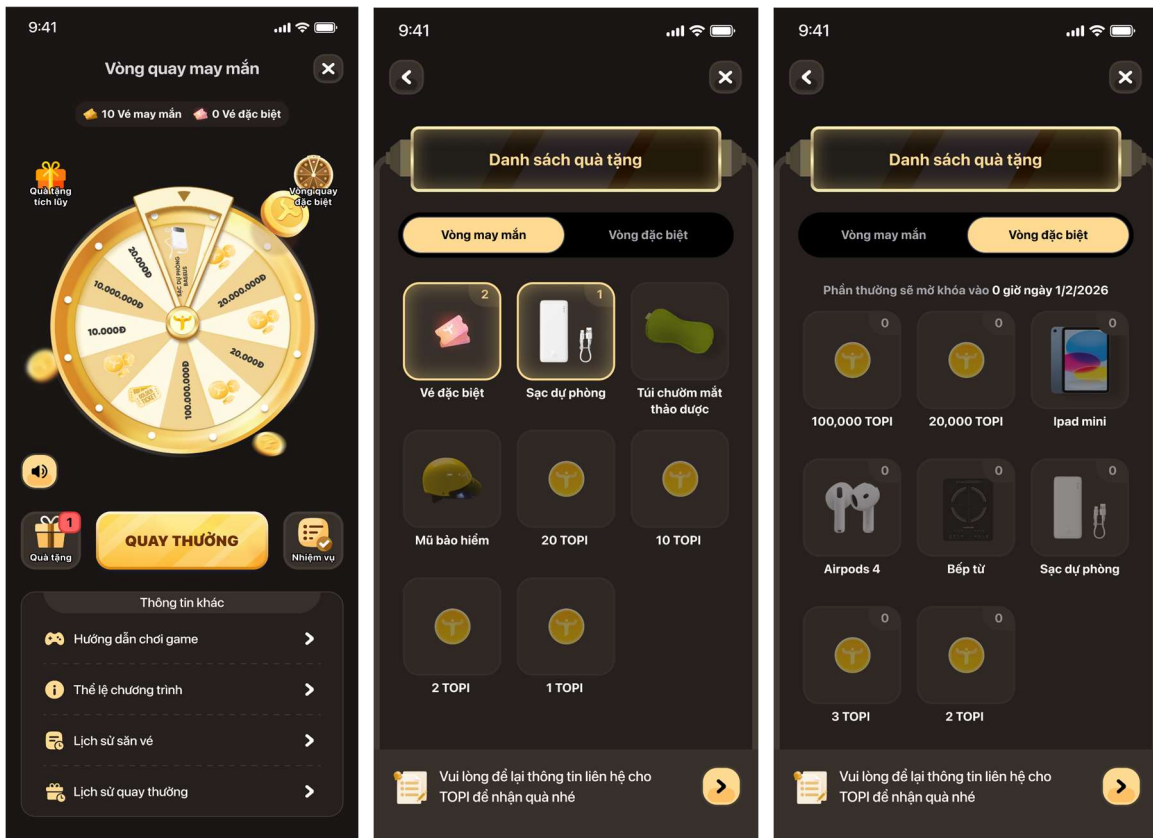 9:41
Vòng quay may mắn
10 Vé may mắn 0 Vé đặc biệt
Quà tặng
tích lũy
Vòng quay
đặc biệt
SẠC DỰ PHÒNG
BASEUS
20.000Đ
20.000.000Đ
10.000.000Đ
10.000Đ
20.000Đ
100.000.000Đ
GOLDEN
TICKET
1
Quà tặng
QUAY THƯỞNG
Nhiệm vụ
Thông tin khác
Hướng dẫn chơi game
Thể lệ chương trình
Lịch sử săn vé
Lịch sử quay thưởng
9:41
Danh sách quà tặng
Vòng may mắn
Vòng đặc biệt
2
1
Vé đặc biệt
Sạc dự phòng
Túi chườm mắt
thảo dược
Mũ bảo hiểm
20 TOPI
10 TOPI
2 TOPI
1 TOPI
Vui lòng để lại thông tin liên hệ cho
TOPI để nhận quà nhé
9:41
Danh sách quà tặng
Vòng may mắn
Vòng đặc biệt
Phần thưởng sẽ mở khóa vào 0 giờ ngày 1/2/2026
0
0
0
100,000 TOPI
20,000 TOPI
Ipad mini
0
0
0
Airpods 4
Bếp từ
Sạc dự phòng
0
0
3 TOPI
2 TOPI
Vui lòng để lại thông tin liên hệ cho
TOPI để nhận quà nhé